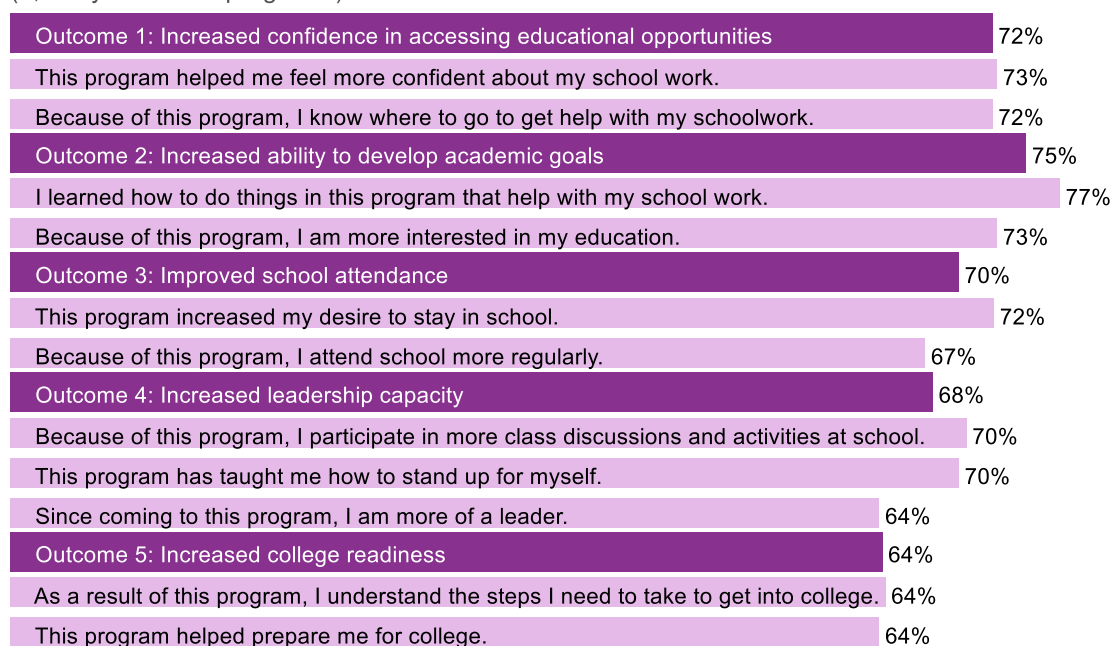 Outcome 1: Increased confidence in accessing educational opportunities 72%
This program helped me feel more confident about my school work. 73%
Because of this program, I know where to go to get help with my schoolwork. 72%
Outcome 2: Increased ability to develop academic goals 75%
I learned how to do things in this program that help with my school work. 77%
Because of this program, I am more interested in my education. 73%
Outcome 3: Improved school attendance 70%
This program increased my desire to stay in school. 72%
Because of this program, I attend school more regularly. 67%
Outcome 4: Increased leadership capacity 68%
Because of this program, I participate in more class discussions and activities at school. 70%
This program has taught me how to stand up for myself. 70%
Since coming to this program, I am more of a leader. 64%
Outcome 5: Increased college readiness 64%
As a result of this program, I understand the steps I need to take to get into college. 64%
This program helped prepare me for college. 64%